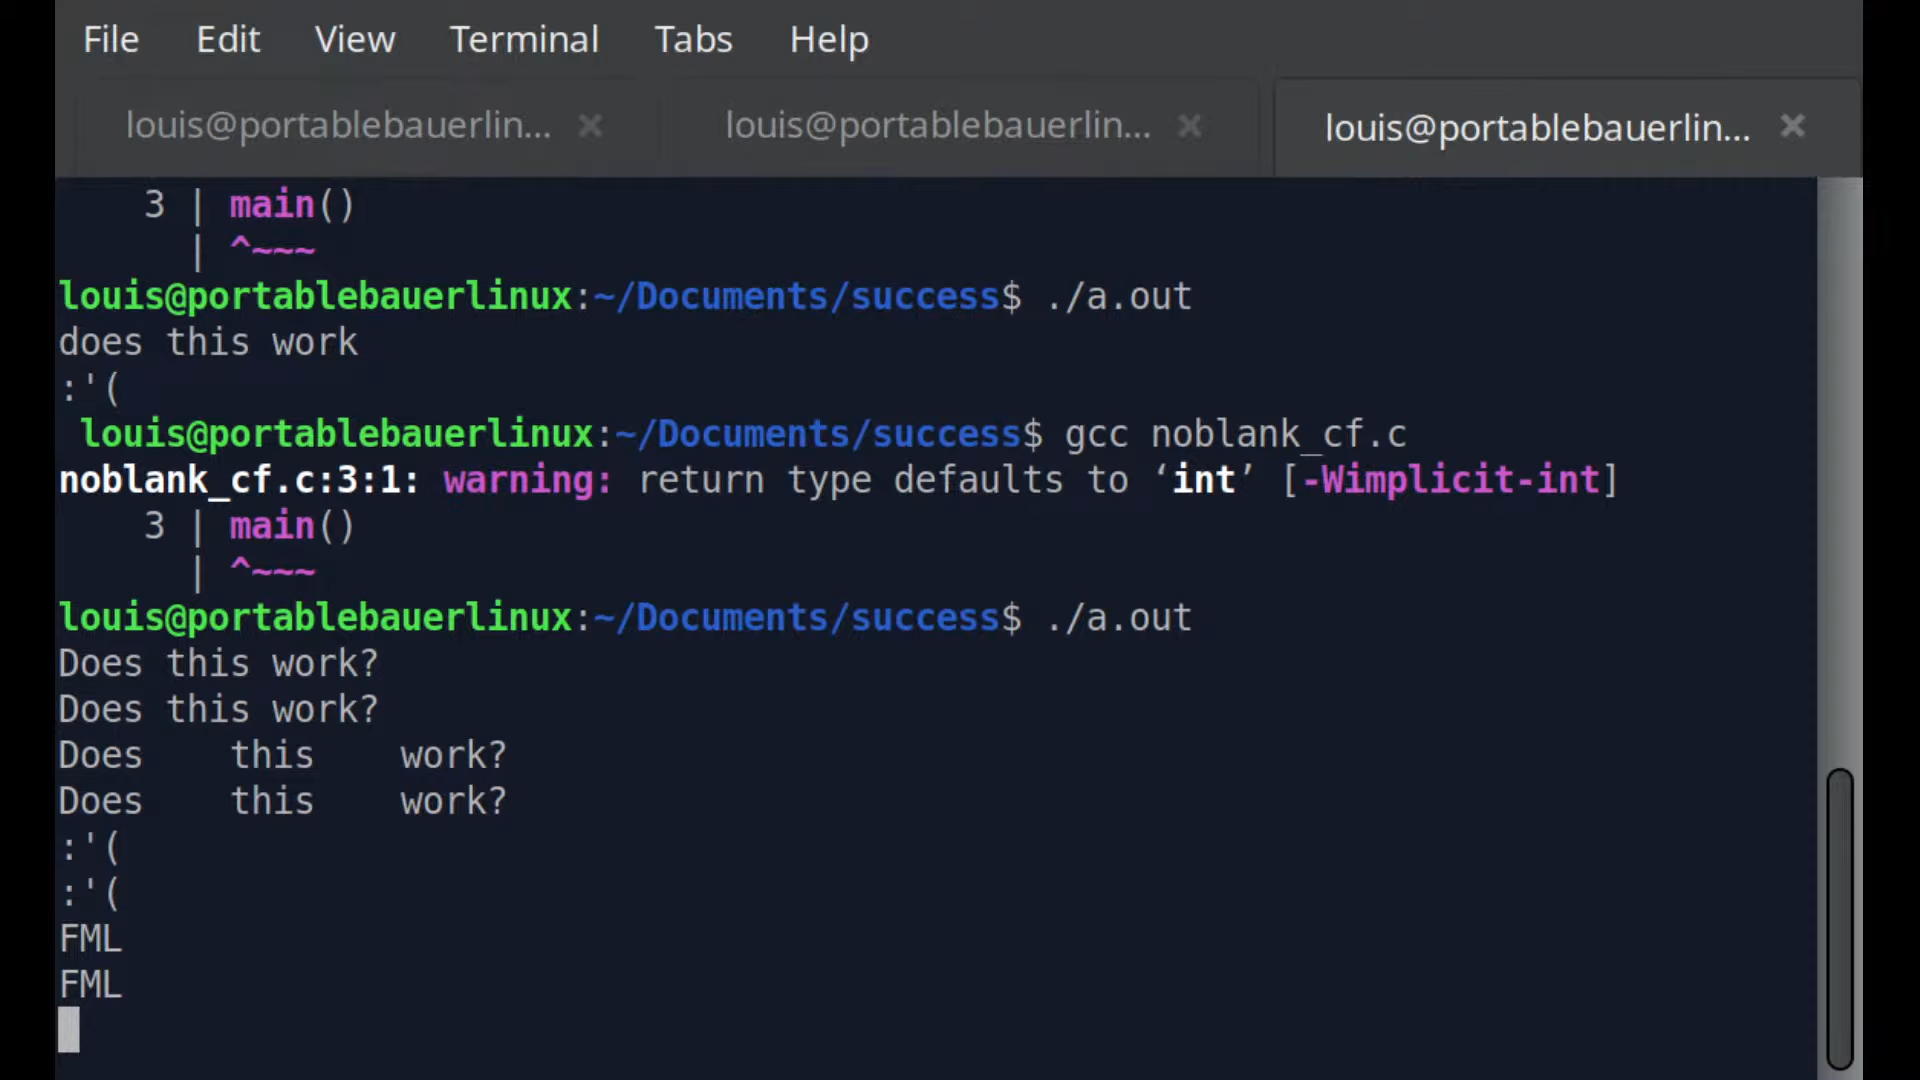 File Edit View Terminal Tabs Help
louis@portablebauerlin... × louis@portablebauerlin... × louis@portablebauerlin... ×
3 | main()
| ^~~~
louis@portablebauerlinux:~/Documents/success$ ./a.out
does this work
:'(
louis@portablebauerlinux:~/Documents/success$ gcc noblank_cf.c
noblank_cf.c:3:1: warning: return type defaults to ‘int’ [-Wimplicit-int]
3 | main()
| ^~~~
louis@portablebauerlinux:~/Documents/success$ ./a.out
Does this work?
Does this work?
Does    this    work?
Does    this    work?
:'(
:'(
FML
FML